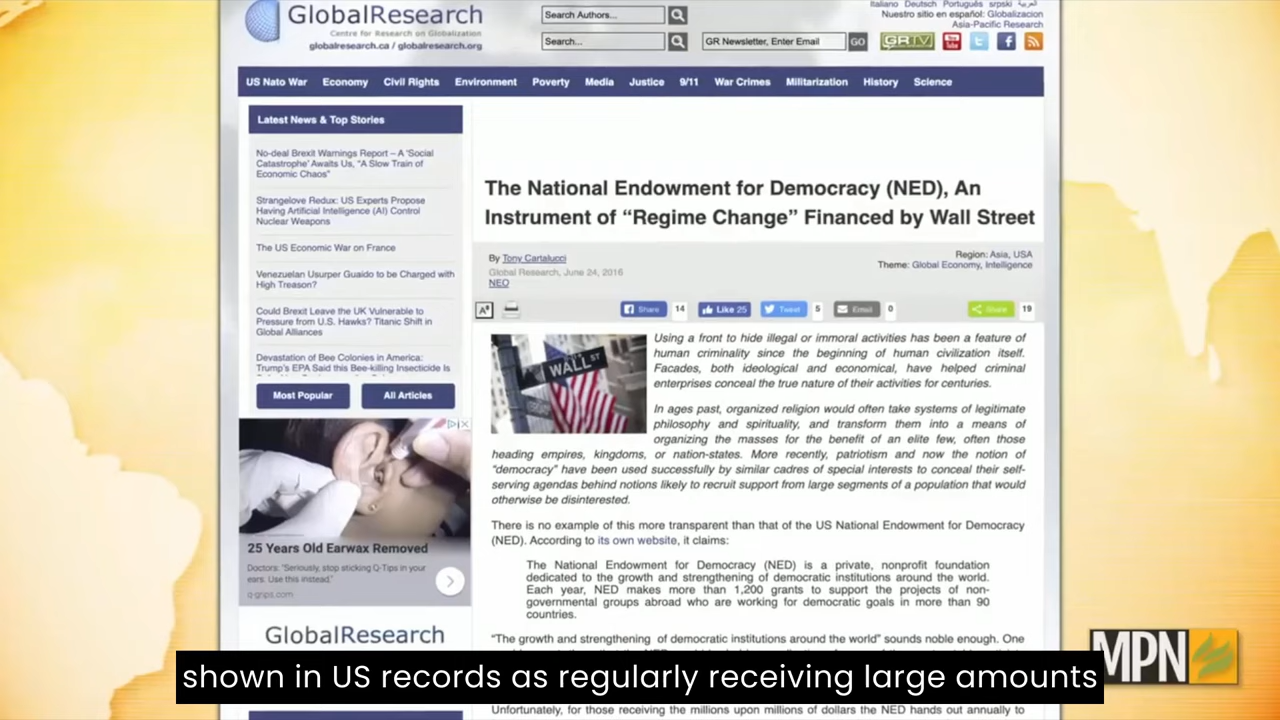 GlobalResearch
Centre for Research on Globalization
globalresearch.ca / globalresearch.org
Search Authors...
Search...
GR Newsletter, Enter Email
GO
Italiano Deutsch Português srpski العربية
Nuestro sitio en español: Globalizacion
Asia-Pacific Research
GRTV
You
Tube
US Nato War Economy Civil Rights Environment Poverty Media Justice 9/11 War Crimes Militarization History Science
Latest News & Top Stories
No-deal Brexit Warnings Report – A 'Social
Catastrophe' Awaits Us, "A Slow Train of
Economic Chaos"
Strangelove Redux: US Experts Propose
Having Artificial Intelligence (AI) Control
Nuclear Weapons
The US Economic War on France
Venezuelan Usurper Guaido to be Charged with
High Treason?
Could Brexit Leave the UK Vulnerable to
Pressure from U.S. Hawks? Titanic Shift in
Global Alliances
Devastation of Bee Colonies in America:
Trump's EPA Said this Bee-killing Insecticide Is
Most Popular
All Articles
25 Years Old Earwax Removed
Doctors: "Seriously, stop sticking Q-Tips in your
ears. Use this instead."
q-grips.com
GlobalResearch
The National Endowment for Democracy (NED), An
Instrument of “Regime Change” Financed by Wall Street
By Tony Cartalucci
Global Research, June 24, 2016
NEO
Region: Asia, USA
Theme: Global Economy, Intelligence
Share 14 Like 25 Tweet 5 Email 0 Share 19
WALL ST
Using a front to hide illegal or immoral activities has been a feature of
human criminality since the beginning of human civilization itself.
Facades, both ideological and economical, have helped criminal
enterprises conceal the true nature of their activities for centuries.
In ages past, organized religion would often take systems of legitimate
philosophy and spirituality, and transform them into a means of
organizing the masses for the benefit of an elite few, often those
heading empires, kingdoms, or nation-states. More recently, patriotism and now the notion of
“democracy” have been used successfully by similar cadres of special interests to conceal their self-
serving agendas behind notions likely to recruit support from large segments of a population that would
otherwise be disinterested.
There is no example of this more transparent than that of the US National Endowment for Democracy
(NED). According to its own website, it claims:
The National Endowment for Democracy (NED) is a private, nonprofit foundation
dedicated to the growth and strengthening of democratic institutions around the world.
Each year, NED makes more than 1,200 grants to support the projects of non-
governmental groups abroad who are working for democratic goals in more than 90
countries.
“The growth and strengthening of democratic institutions around the world” sounds noble enough. One
Unfortunately, for those receiving the millions upon millions of dollars the NED hands out annually to
MPN
shown in US records as regularly receiving large amounts